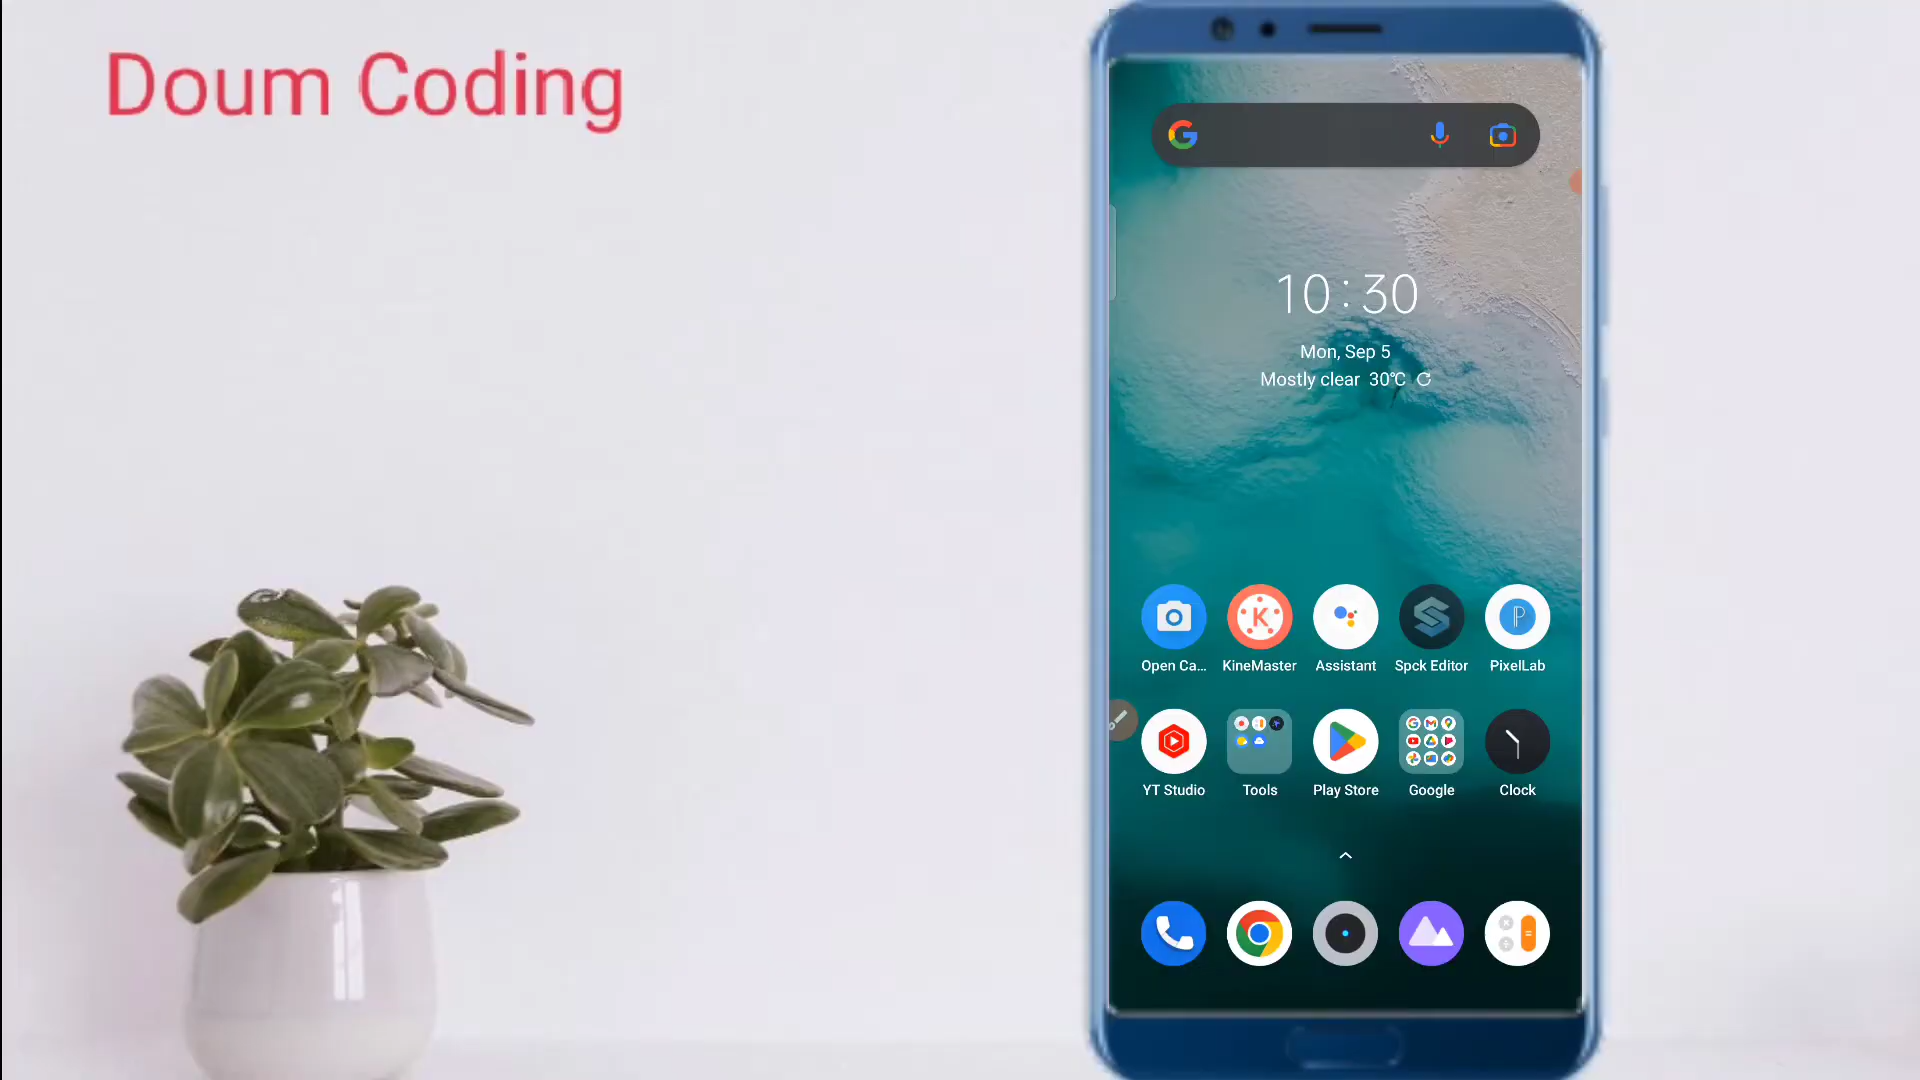 Doum Coding
10:30
Mon, Sep 5
Mostly clear 30℃
Open Ca...
KineMaster
Assistant
Spck Editor
PixelLab
YT Studio
Tools
Play Store
Google
Clock